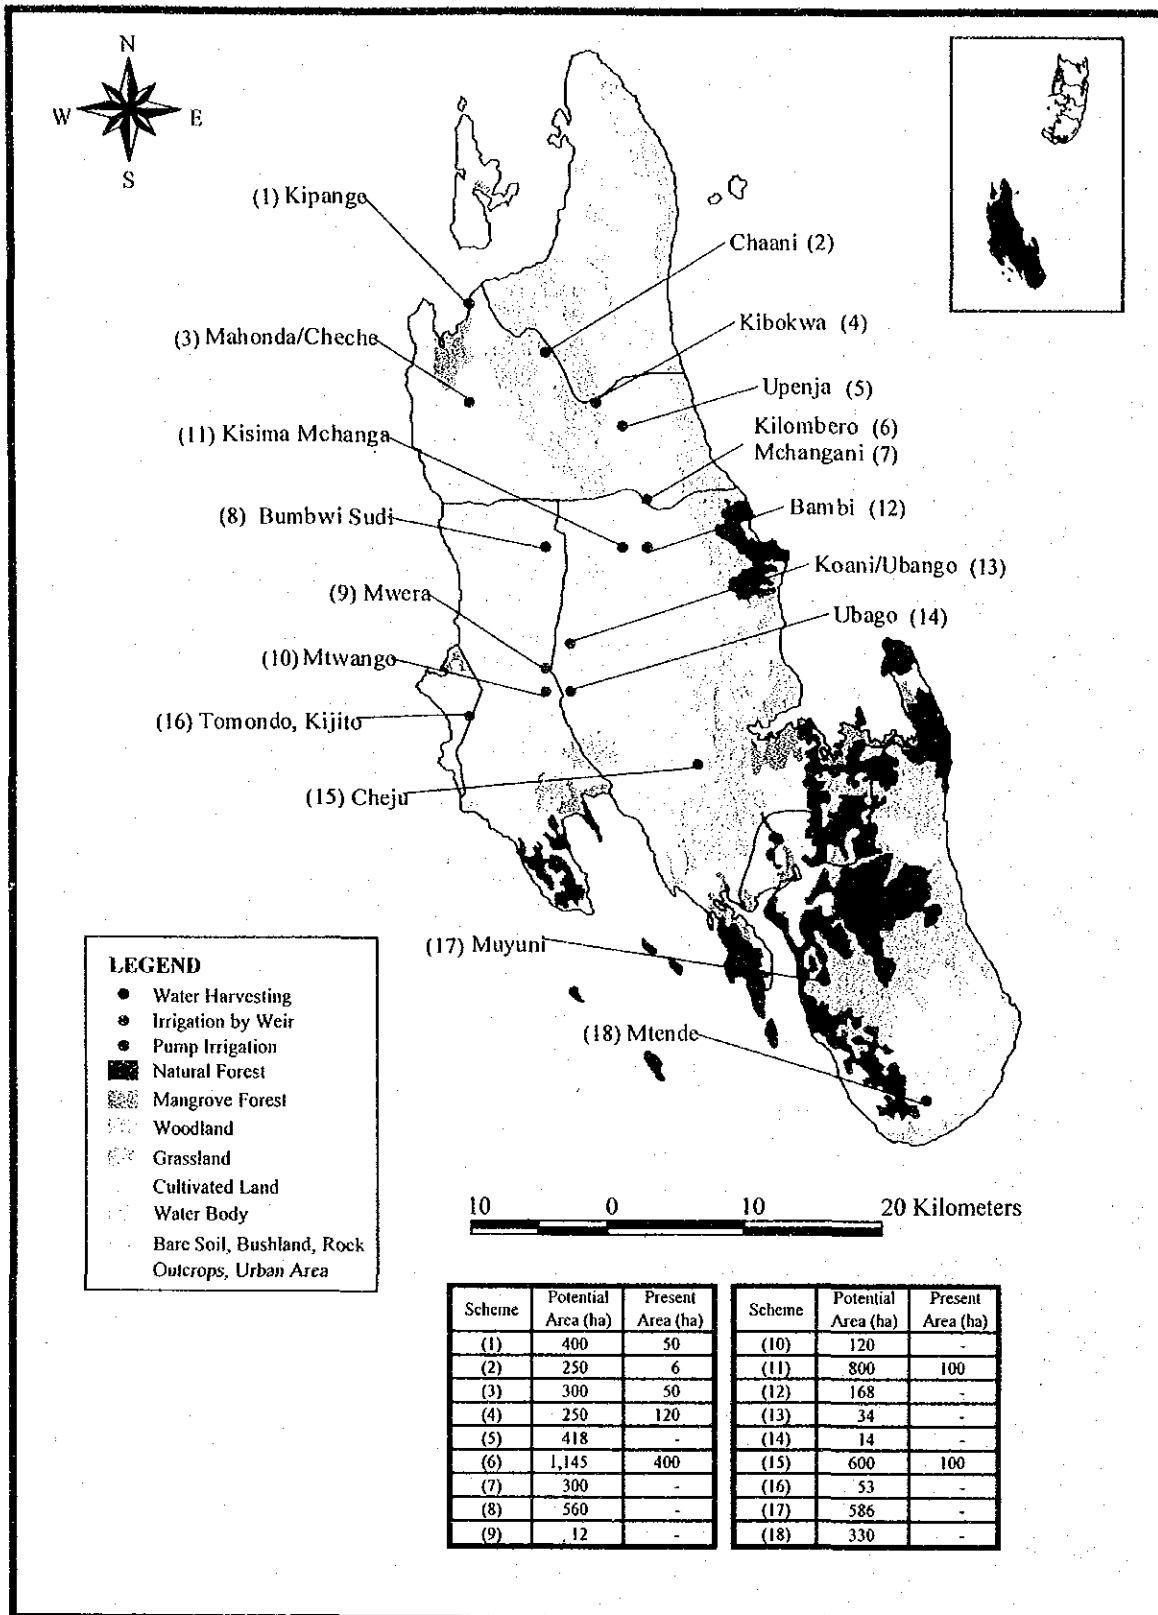 N
W E
S
(1) Kipange
Chaani (2)
(3) Mahonda/Cheche
Kibokwa (4)
Upenja (5)
(11) Kisima Mchanga
Kilombero (6)
Mchangani (7)
(8) Bumbwi Sudi
Bambi (12)
Koani/Ubango (13)
(9) Mwera
Ubago (14)
(10) Mtwango
(16) Tomondo, Kijito
(15) Cheju
(17) Muyuni
(18) Mtende
LEGEND
Water Harvesting
Irrigation by Weir
Pump Irrigation
Natural Forest
Mangrove Forest
Woodland
Grassland
Cultivated Land
Water Body
Bare Soil, Bushland, Rock
Outcrops, Urban Area
10 0 10 20 Kilometers
Scheme Potential Area (ha) Present Area (ha)
(1) 400 50
(2) 250 6
(3) 300 50
(4) 250 120
(5) 418 -
(6) 1,145 400
(7) 300 -
(8) 560 -
(9) 12 -
Scheme Potential Area (ha) Present Area (ha)
(10) 120 -
(11) 800 100
(12) 168 -
(13) 34 -
(14) 14 -
(15) 600 100
(16) 53 -
(17) 586 -
(18) 330 -